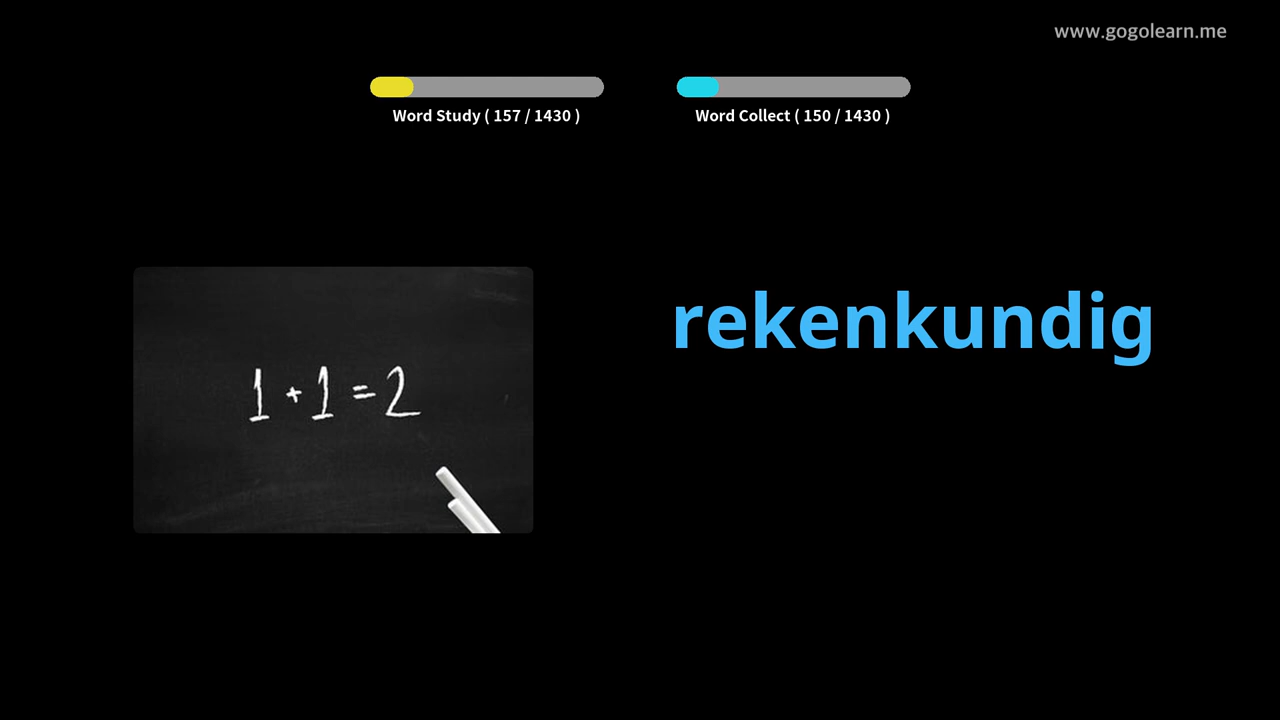 www.gogolearn.me
Word Study ( 157 / 1430 )
Word Collect ( 150 / 1430 )
rekenkundig
1 + 1 = 2